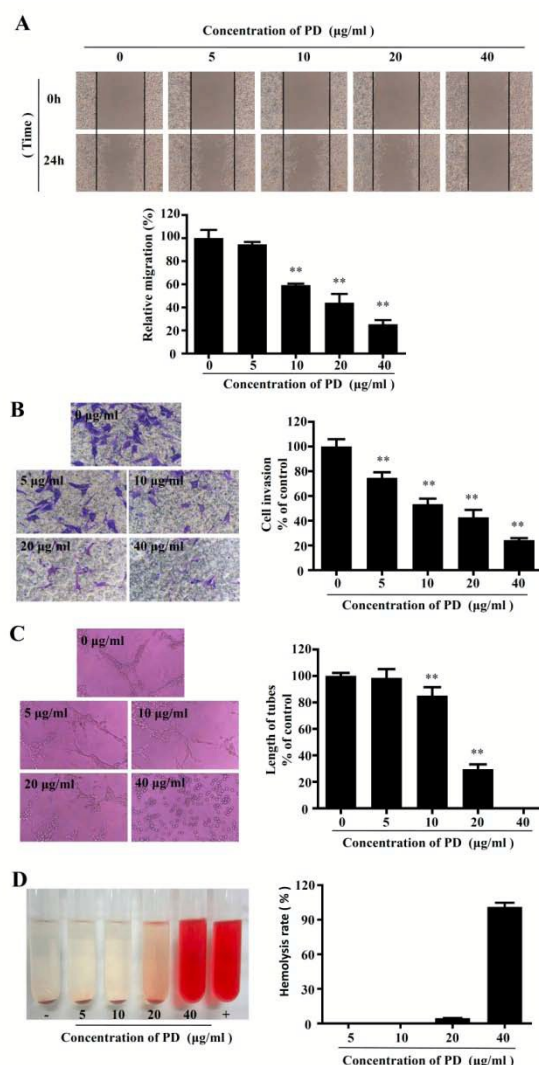 A
Concentration of PD (μg/ml )
0 5 10 20 40
0h
( Time )
24h
Relative migration (%)
120
100
80
60
40
20
0
** ** **
0 5 10 20 40
Concentration of PD (μg/ml )
B
0 μg/ml
5 μg/ml 10 μg/ml
20 μg/ml 40 μg/ml
Cell invasion
% of control
120
100
80
60
40
20
0
** ** ** **
0 5 10 20 40
Concentration of PD (μg/ml )
C
0 μg/ml
5 μg/ml 10 μg/ml
20 μg/ml 40 μg/ml
Length of tubes
% of control
120
100
80
60
40
20
0
** **
0 5 10 20 40
Concentration of PD (μg/ml )
D
- 5 10 20 40 +
Concentration of PD (μg/ml )
Hemolysis rate ( % )
120
90
60
30
0
5 10 20 40
Concentration of PD (μg/ml )